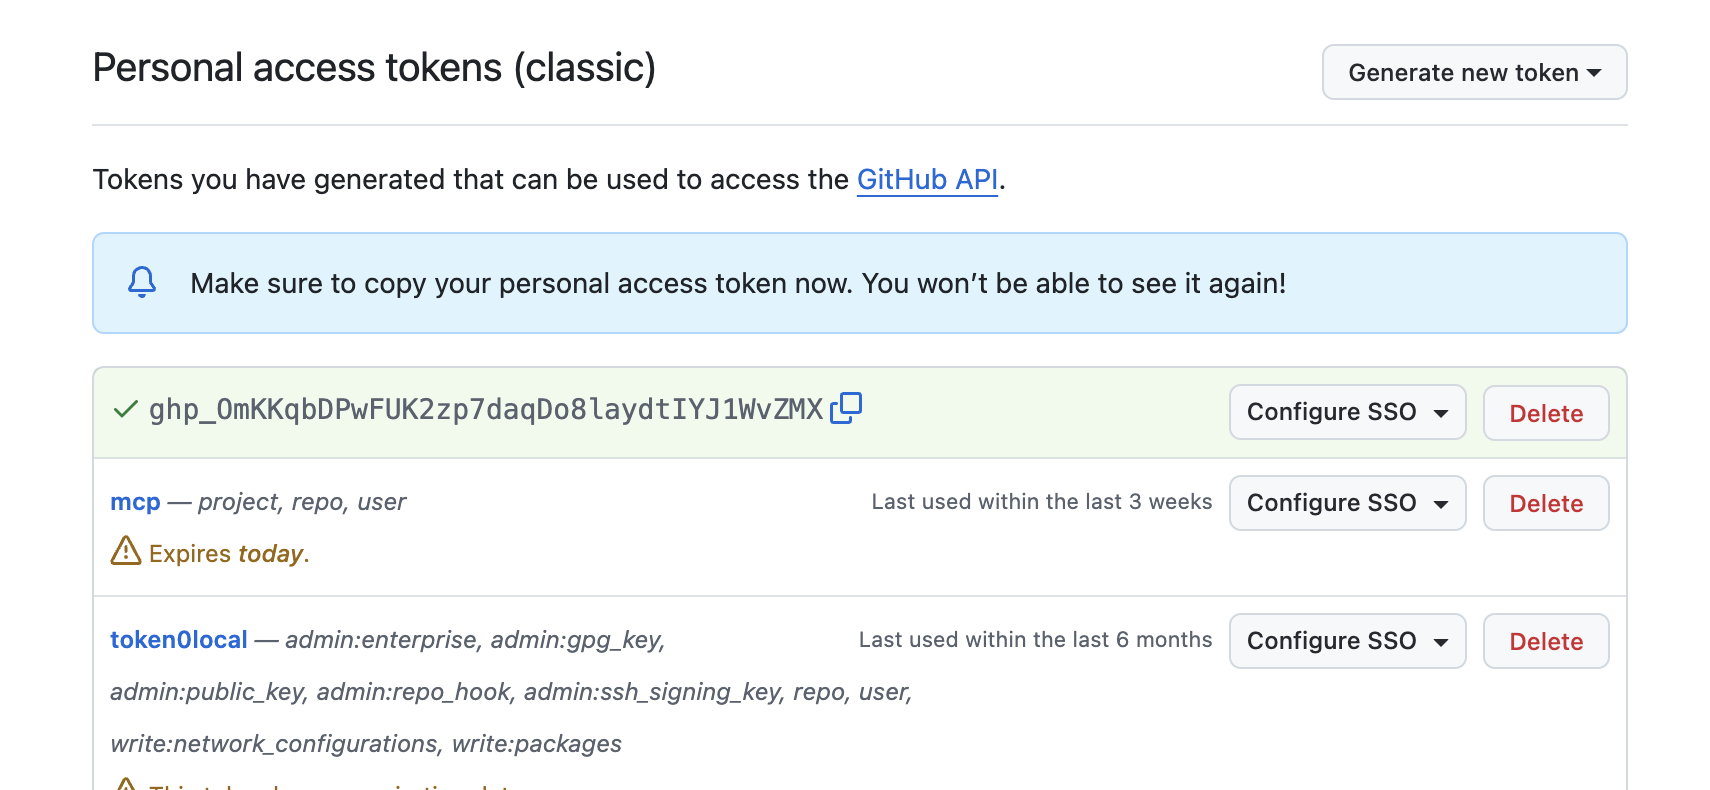 Personal access tokens (classic)
Generate new token
Tokens you have generated that can be used to access the GitHub API.
Make sure to copy your personal access token now. You won’t be able to see it again!
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
Configure SSO
Delete
mcp — project, repo, user
Last used within the last 3 weeks
Configure SSO
Delete
Expires today.
token0local — admin:enterprise, admin:gpg_key,
Last used within the last 6 months
Configure SSO
Delete
admin:public_key, admin:repo_hook, admin:ssh_signing_key, repo, user,
write:network_configurations, write:packages